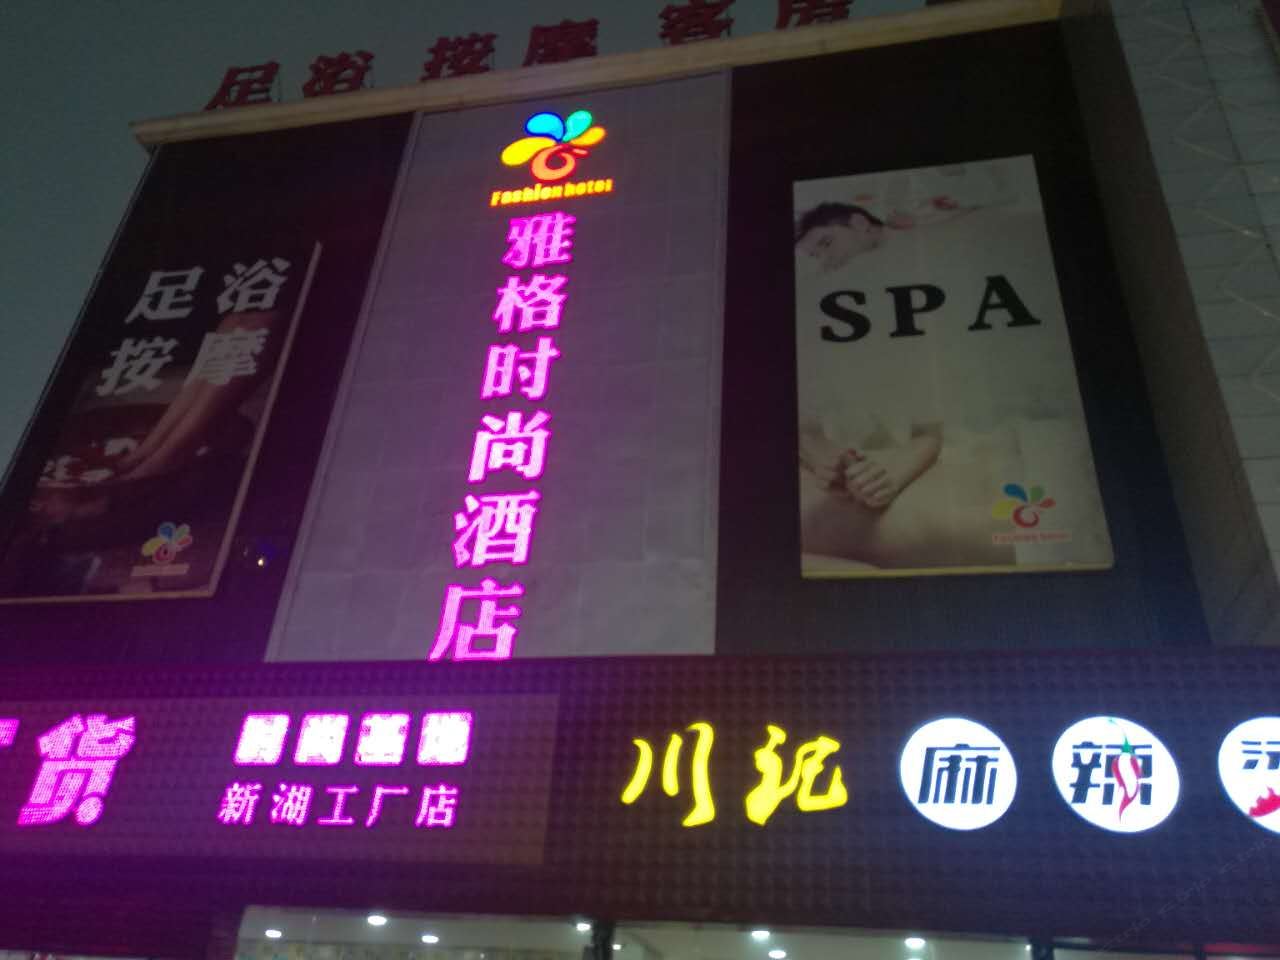 足浴 按摩 客房
Fashion hotel
雅格时尚酒店
足浴
按摩
SPA
货
新湖工厂店
川记 麻辣